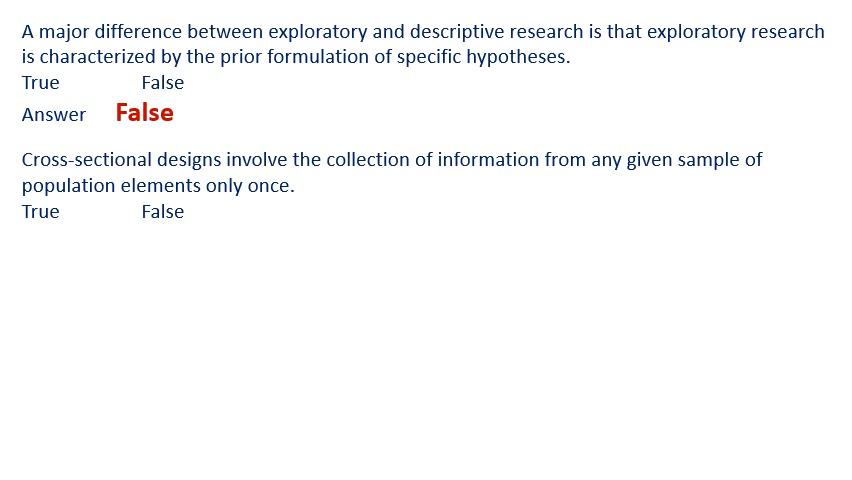 A major difference between exploratory and descriptive research is that exploratory research
is characterized by the prior formulation of specific hypotheses.
True False
Answer False
Cross-sectional designs involve the collection of information from any given sample of
population elements only once.
True False